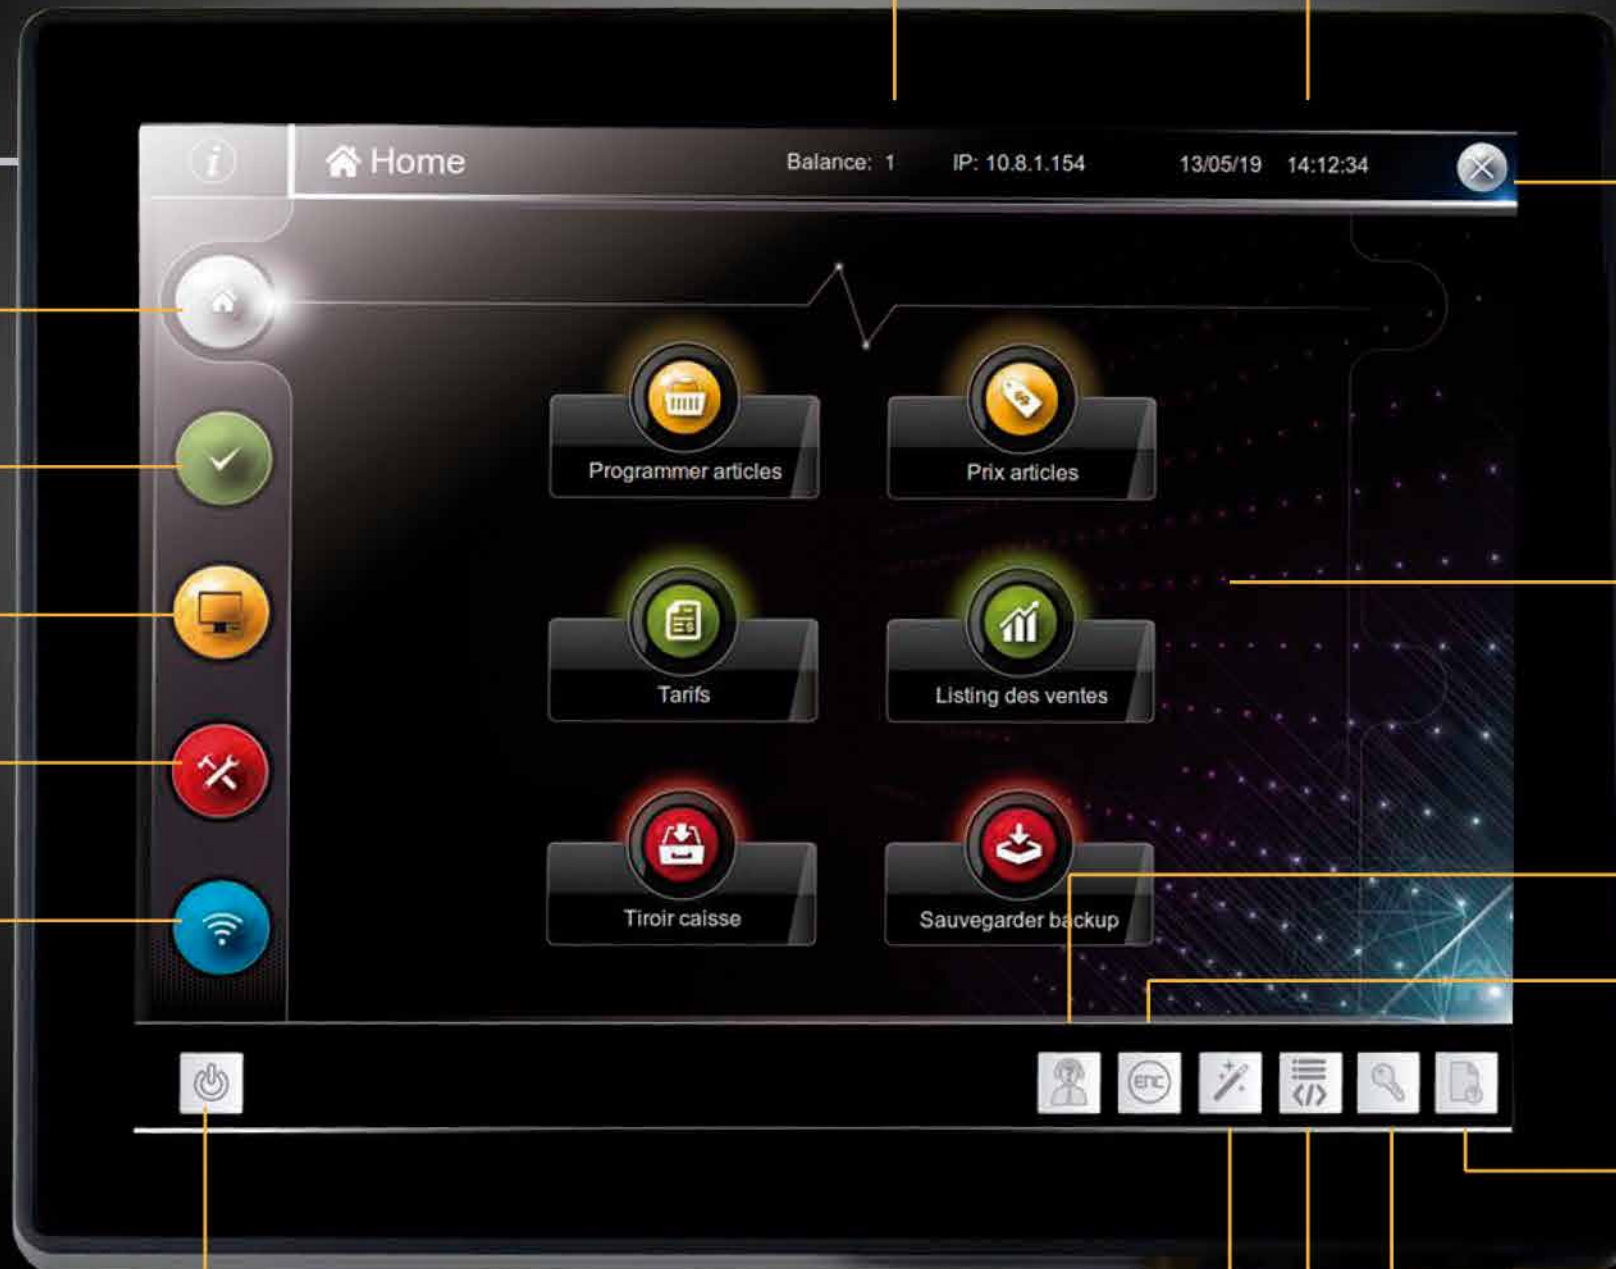 i
Home
Balance: 1
IP: 10.8.1.154
13/05/19 14:12:34
Programmer articles
Prix articles
Tarifs
Listing des ventes
Tiroir caisse
Sauvegarder backup
ENC